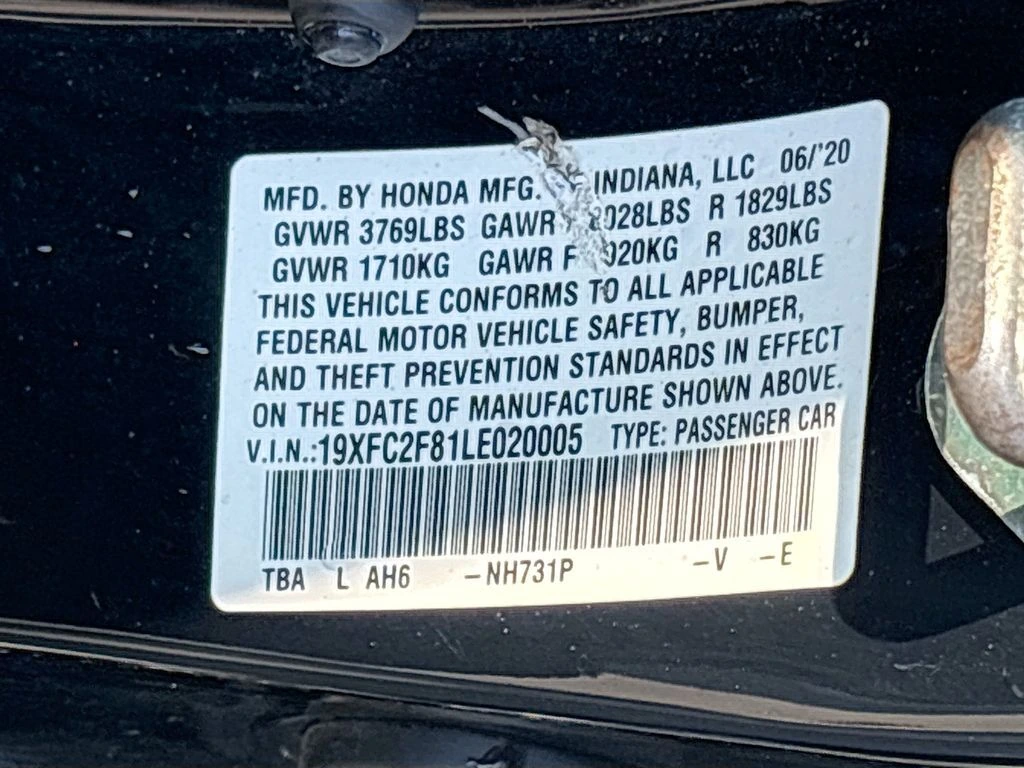 MFD. BY HONDA MFG. INDIANA, LLC 06/'20
GVWR 3769LBS GAWR R 1829LBS
GVWR 1710KG GAWR F R 830KG
THIS VEHICLE CONFORMS TO ALL APPLICABLE
FEDERAL MOTOR VEHICLE SAFETY, BUMPER,
AND THEFT PREVENTION STANDARDS IN EFFECT
ON THE DATE OF MANUFACTURE SHOWN ABOVE.
V.I.N.:19XFC2F81LE020005 TYPE: PASSENGER CAR
TBA L AH6 -NH731P -V -E